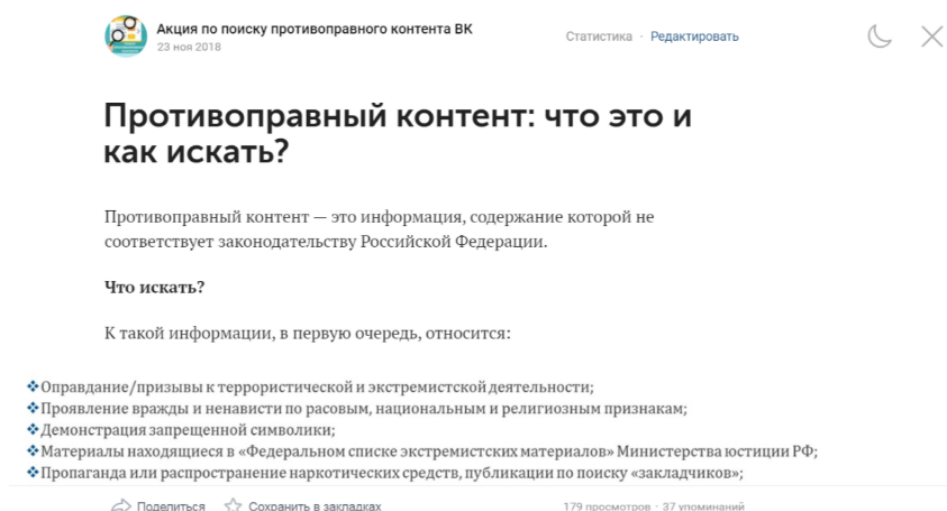 Акция по поиску противоправного контента ВК
23 ноя 2018
Статистика · Редактировать
Противоправный контент: что это и
как искать?
Противоправный контент — это информация, содержание которой не
соответствует законодательству Российской Федерации.
Что искать?
К такой информации, в первую очередь, относится:
❖Оправдание/призывы к террористической и экстремистской деятельности;
❖Проявление вражды и ненависти по расовым, национальным и религиозным признакам;
❖Демонстрация запрещенной символики;
❖Материалы находящиеся в «Федеральном списке экстремистских материалов» Министерства юстиции РФ;
❖Пропаганда или распространение наркотических средств, публикации по поиску «закладчиков»;
Поделиться Сохранить в закладках 179 просмотров · 37 упоминаний